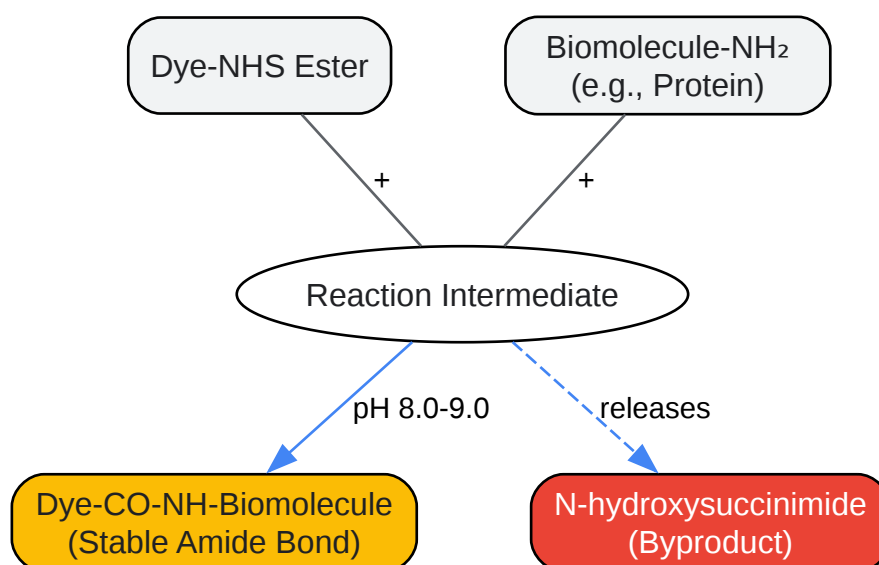 Dye-NHS Ester
Biomolecule-NH₂
(e.g., Protein)
+
+
Reaction Intermediate
pH 8.0-9.0
releases
Dye-CO-NH-Biomolecule
(Stable Amide Bond)
N-hydroxysuccinimide
(Byproduct)